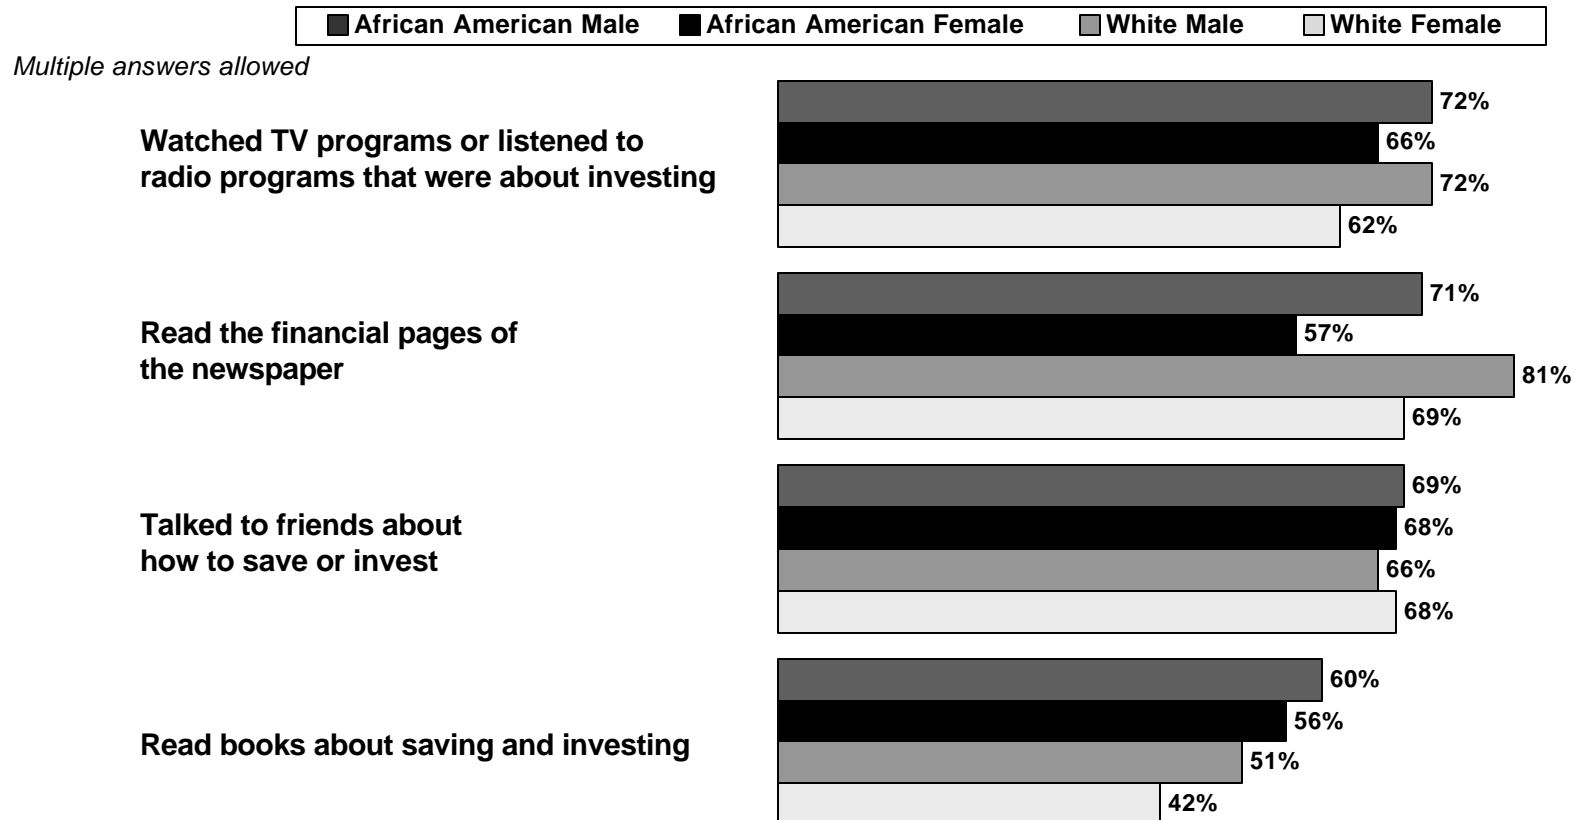 African American Male African American Female White Male White Female
Multiple answers allowed
Watched TV programs or listened to
radio programs that were about investing
72%
66%
72%
62%
Read the financial pages of
the newspaper
71%
57%
81%
69%
Talked to friends about
how to save or invest
69%
68%
66%
68%
Read books about saving and investing
60%
56%
51%
42%